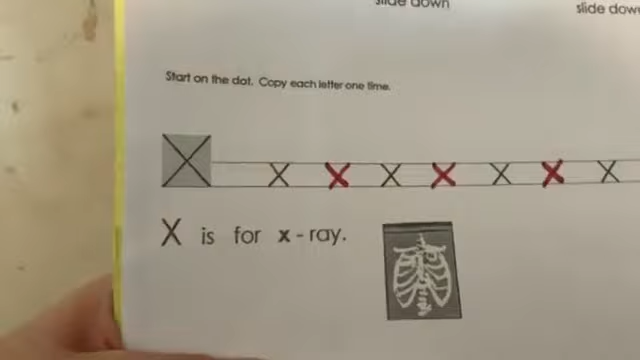 slide down slide down
Start on the dot. Copy each letter one time.
X x x x x x x x
X is for x-ray.